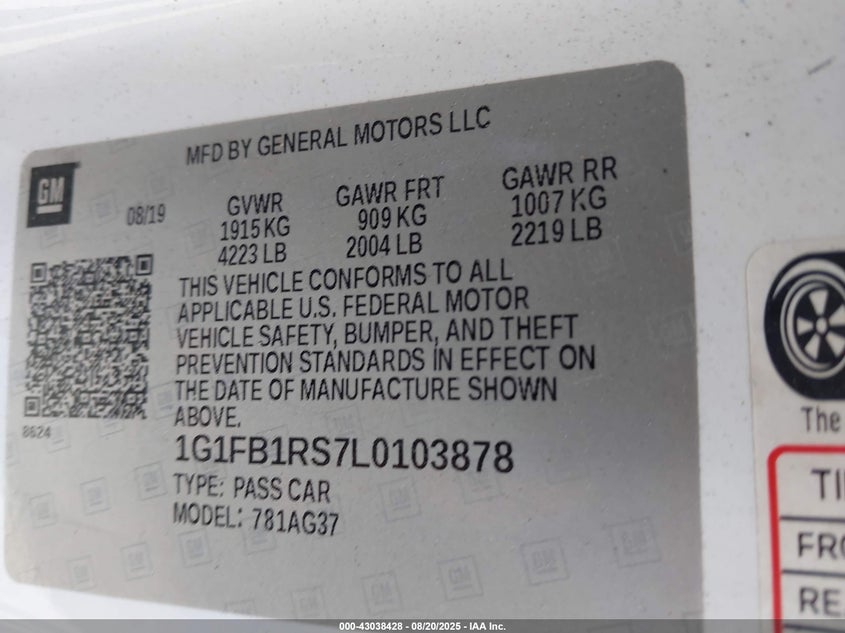 MFD BY GENERAL MOTORS LLC
GM
08/19
GVWR
1915 KG
4223 LB
GAWR FRT
909 KG
2004 LB
GAWR RR
1007 KG
2219 LB
THIS VEHICLE CONFORMS TO ALL
APPLICABLE U.S. FEDERAL MOTOR
VEHICLE SAFETY, BUMPER, AND THEFT
PREVENTION STANDARDS IN EFFECT ON
THE DATE OF MANUFACTURE SHOWN
ABOVE.
8624
1G1FB1RS7L0103878
TYPE: PASS CAR
MODEL: 781AG37
The
TI
FRO
RE
000-43038428 - 08/20/2025 - IAA Inc.